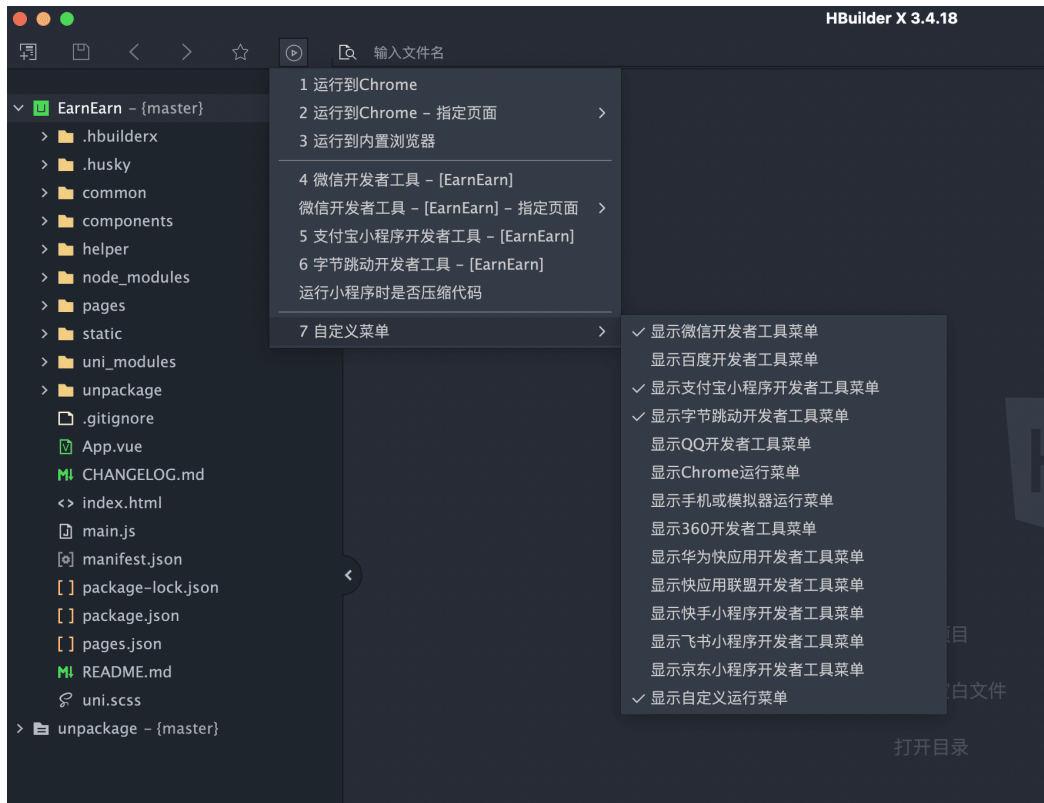 HBuilder X 3.4.18
输入文件名
EarnEarn – {master}
.hbuilderx
.husky
common
components
helper
node_modules
pages
static
uni_modules
unpackage
.gitignore
App.vue
CHANGELOG.md
index.html
main.js
manifest.json
package-lock.json
package.json
pages.json
README.md
uni.scss
unpackage – {master}
1 运行到Chrome
2 运行到Chrome – 指定页面
3 运行到内置浏览器
4 微信开发者工具 – [EarnEarn]
微信开发者工具 – [EarnEarn] – 指定页面
5 支付宝小程序开发者工具 – [EarnEarn]
6 字节跳动开发者工具 – [EarnEarn]
运行小程序时是否压缩代码
7 自定义菜单
显示微信开发者工具菜单
显示百度开发者工具菜单
显示支付宝小程序开发者工具菜单
显示字节跳动开发者工具菜单
显示QQ开发者工具菜单
显示Chrome运行菜单
显示手机或模拟器运行菜单
显示360开发者工具菜单
显示华为快应用开发者工具菜单
显示快应用联盟开发者工具菜单
显示快手小程序开发者工具菜单
显示飞书小程序开发者工具菜单
显示京东小程序开发者工具菜单
显示自定义运行菜单
项目
白文件
打开目录